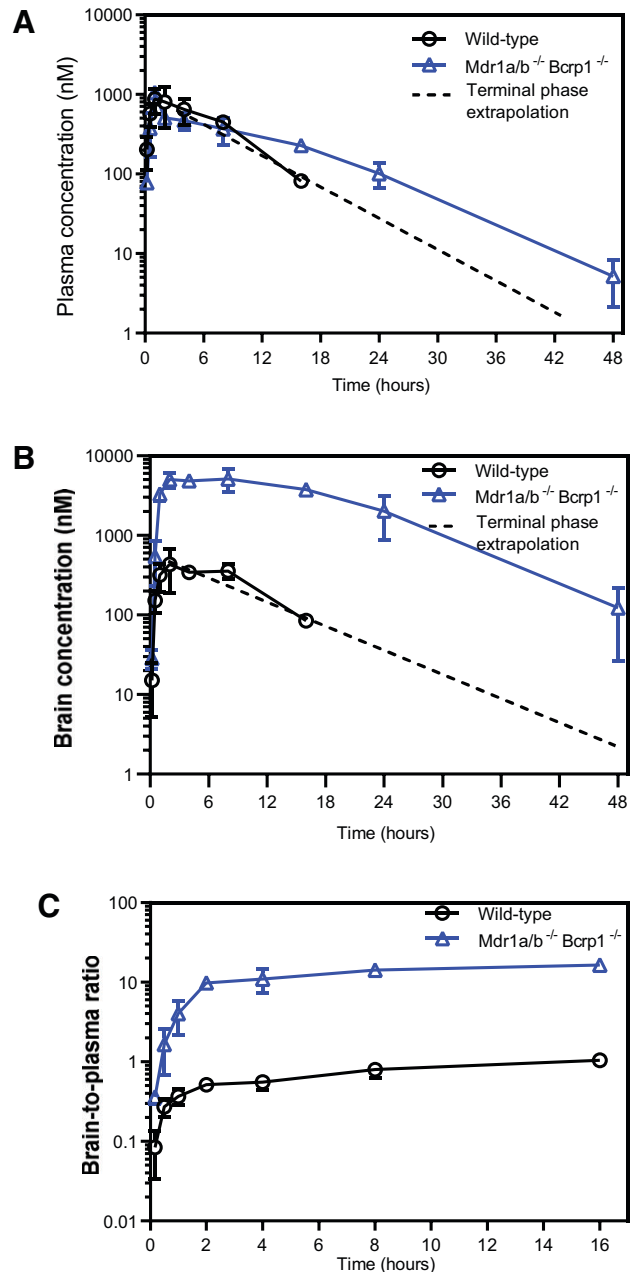 A
Plasma concentration (nM)
10000
1000
100
10
1
Wild-type
Mdr1a/b -/- Bcrp1 -/-
Terminal phase
extrapolation
0 6 12 18 24 30 36 42 48
Time (hours)
B
Brain concentration (nM)
10000
1000
100
10
1
Wild-type
Mdr1a/b -/- Bcrp1 -/-
Terminal phase
extrapolation
0 6 12 18 24 30 36 42 48
Time (hours)
C
Brain-to-plasma ratio
100
10
1
0.1
0.01
Wild-type
Mdr1a/b -/- Bcrp1 -/-
0 2 4 6 8 10 12 14 16
Time (hours)